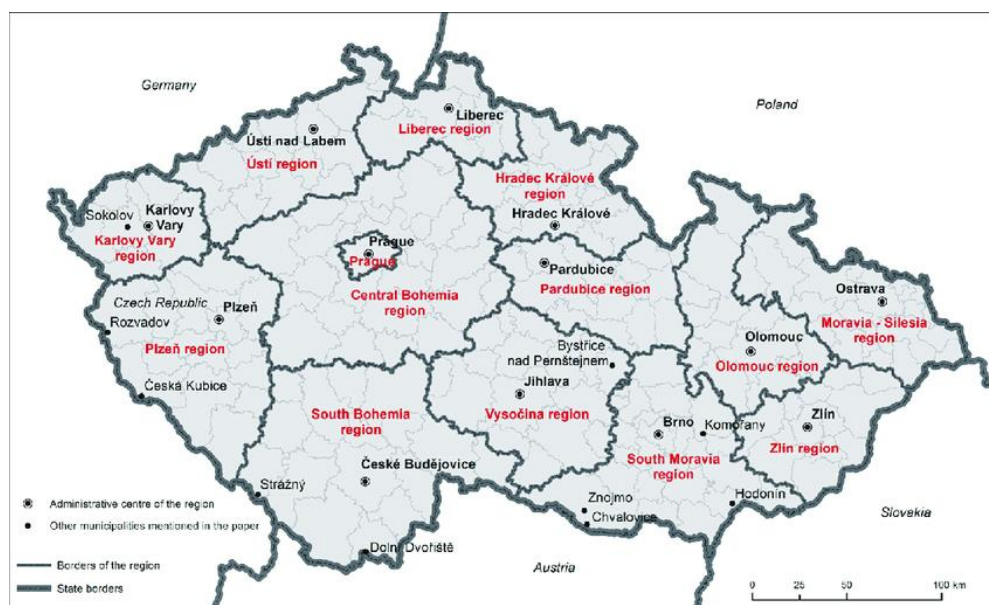 Germany
Poland
Liberec
Liberec region
Ústí nad Labem
Ústí region
Hradec Králové
region
Hradec Králové
Sokolov
Karlovy
Vary
Karlovy Vary
region
Prague
Prague
Central Bohemia
region
Pardubice
Pardubice region
Czech Republic
Plzeň
Rozvadov
Plzeň region
Česká Kubice
Ostrava
Moravia - Silesia
region
Olomouc
Olomouc region
Bystřice
nad Pernštejnem
Jihlava
Vysočina region
South Bohemia
region
Zlín
Zlín region
Brno
Komořany
South Moravia
region
České Budějovice
Strážný
Administrative centre of the region
Other municipalities mentioned in the paper
Znojmo
Hodonín
Chvalovice
Slovakia
Dolní Dvořiště
Austria
Borders of the region
State borders
0 25 50 100 km